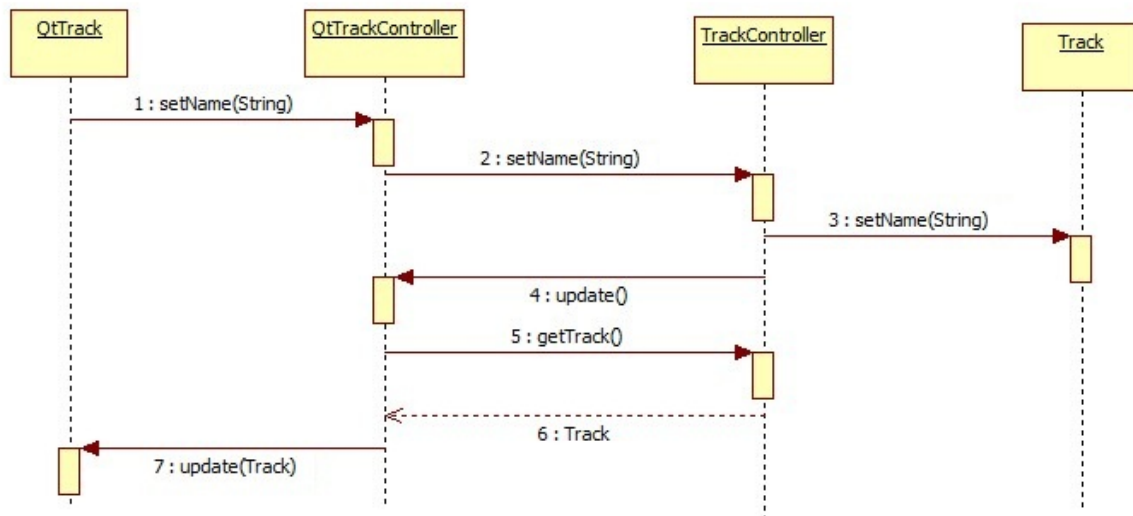 QtTrack
QtTrackController
TrackController
Track
1 : setName(String)
2 : setName(String)
3 : setName(String)
4 : update()
5 : getTrack()
6 : Track
7 : update(Track)